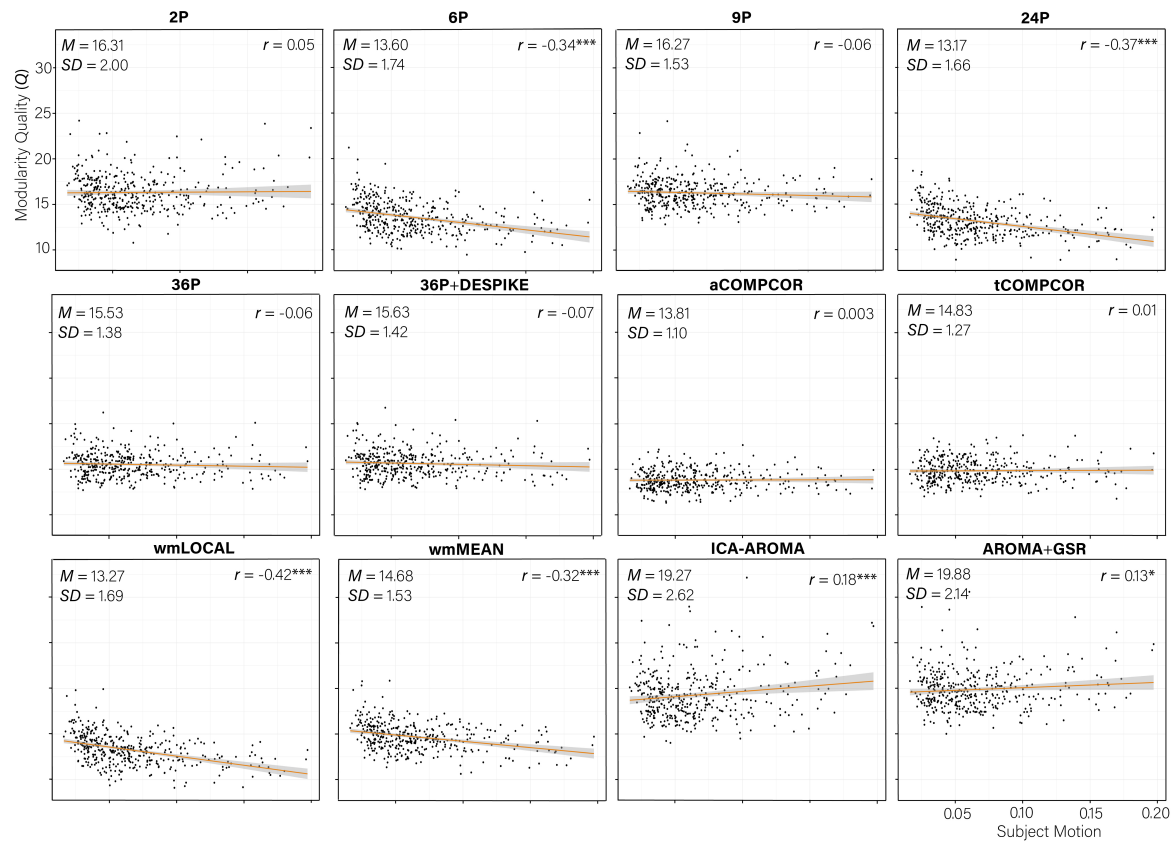 2P 6P 9P 24P
M = 16.31 r = 0.05
SD = 2.00
M = 13.60 r = -0.34***
SD = 1.74
M = 16.27 r = -0.06
SD = 1.53
M = 13.17 r = -0.37***
SD = 1.66
Modularity Quality (Q)
30
25
20
15
10
36P 36P+DESPIKE aCOMPCOR tCOMPCOR
M = 15.53 r = -0.06
SD = 1.38
M = 15.63 r = -0.07
SD = 1.42
M = 13.81 r = 0.003
SD = 1.10
M = 14.83 r = 0.01
SD = 1.27
wmLOCAL wmMEAN ICA-AROMA AROMA+GSR
M = 13.27 r = -0.42***
SD = 1.69
M = 14.68 r = -0.32***
SD = 1.53
M = 19.27 r = 0.18***
SD = 2.62
M = 19.88 r = 0.13*
SD = 2.14
0.05 0.10 0.15 0.20
Subject Motion